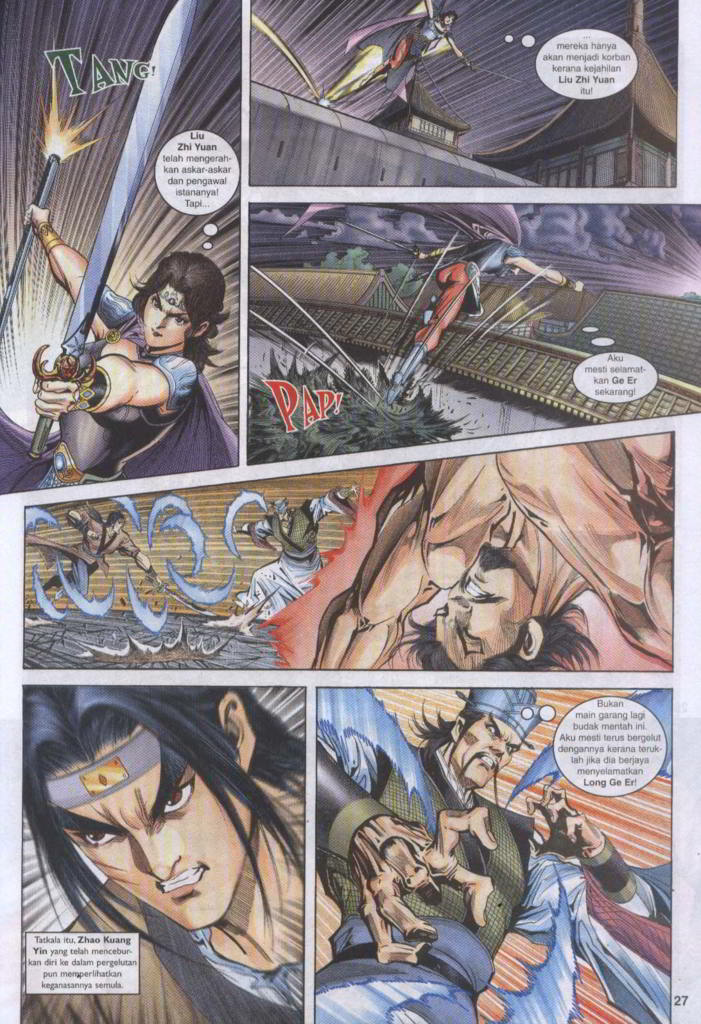 TANG!
Liu
Zhi Yuan
telah mengerah-
kan askar-askar
dan pengawal
istananya!
Tapi...
...
mereka hanya
akan menjadi korban
kerana kejahilan
Liu Zhi Yuan
itu!
PAP!
Aku
mesti selamat-
kan Ge Er
sekarang!
Tatkala itu, Zhao Kuang
Yin yang telah mencebur-
kan diri ke dalam pergelutan
pun memperlihatkan
keganasannya semula.
Bukan
main garang lagi
budak mentah ini.
Aku mesti terus bergelut
dengannya kerana teruk-
lah jika dia berjaya
menyelamatkan
Long Ge Er!
27